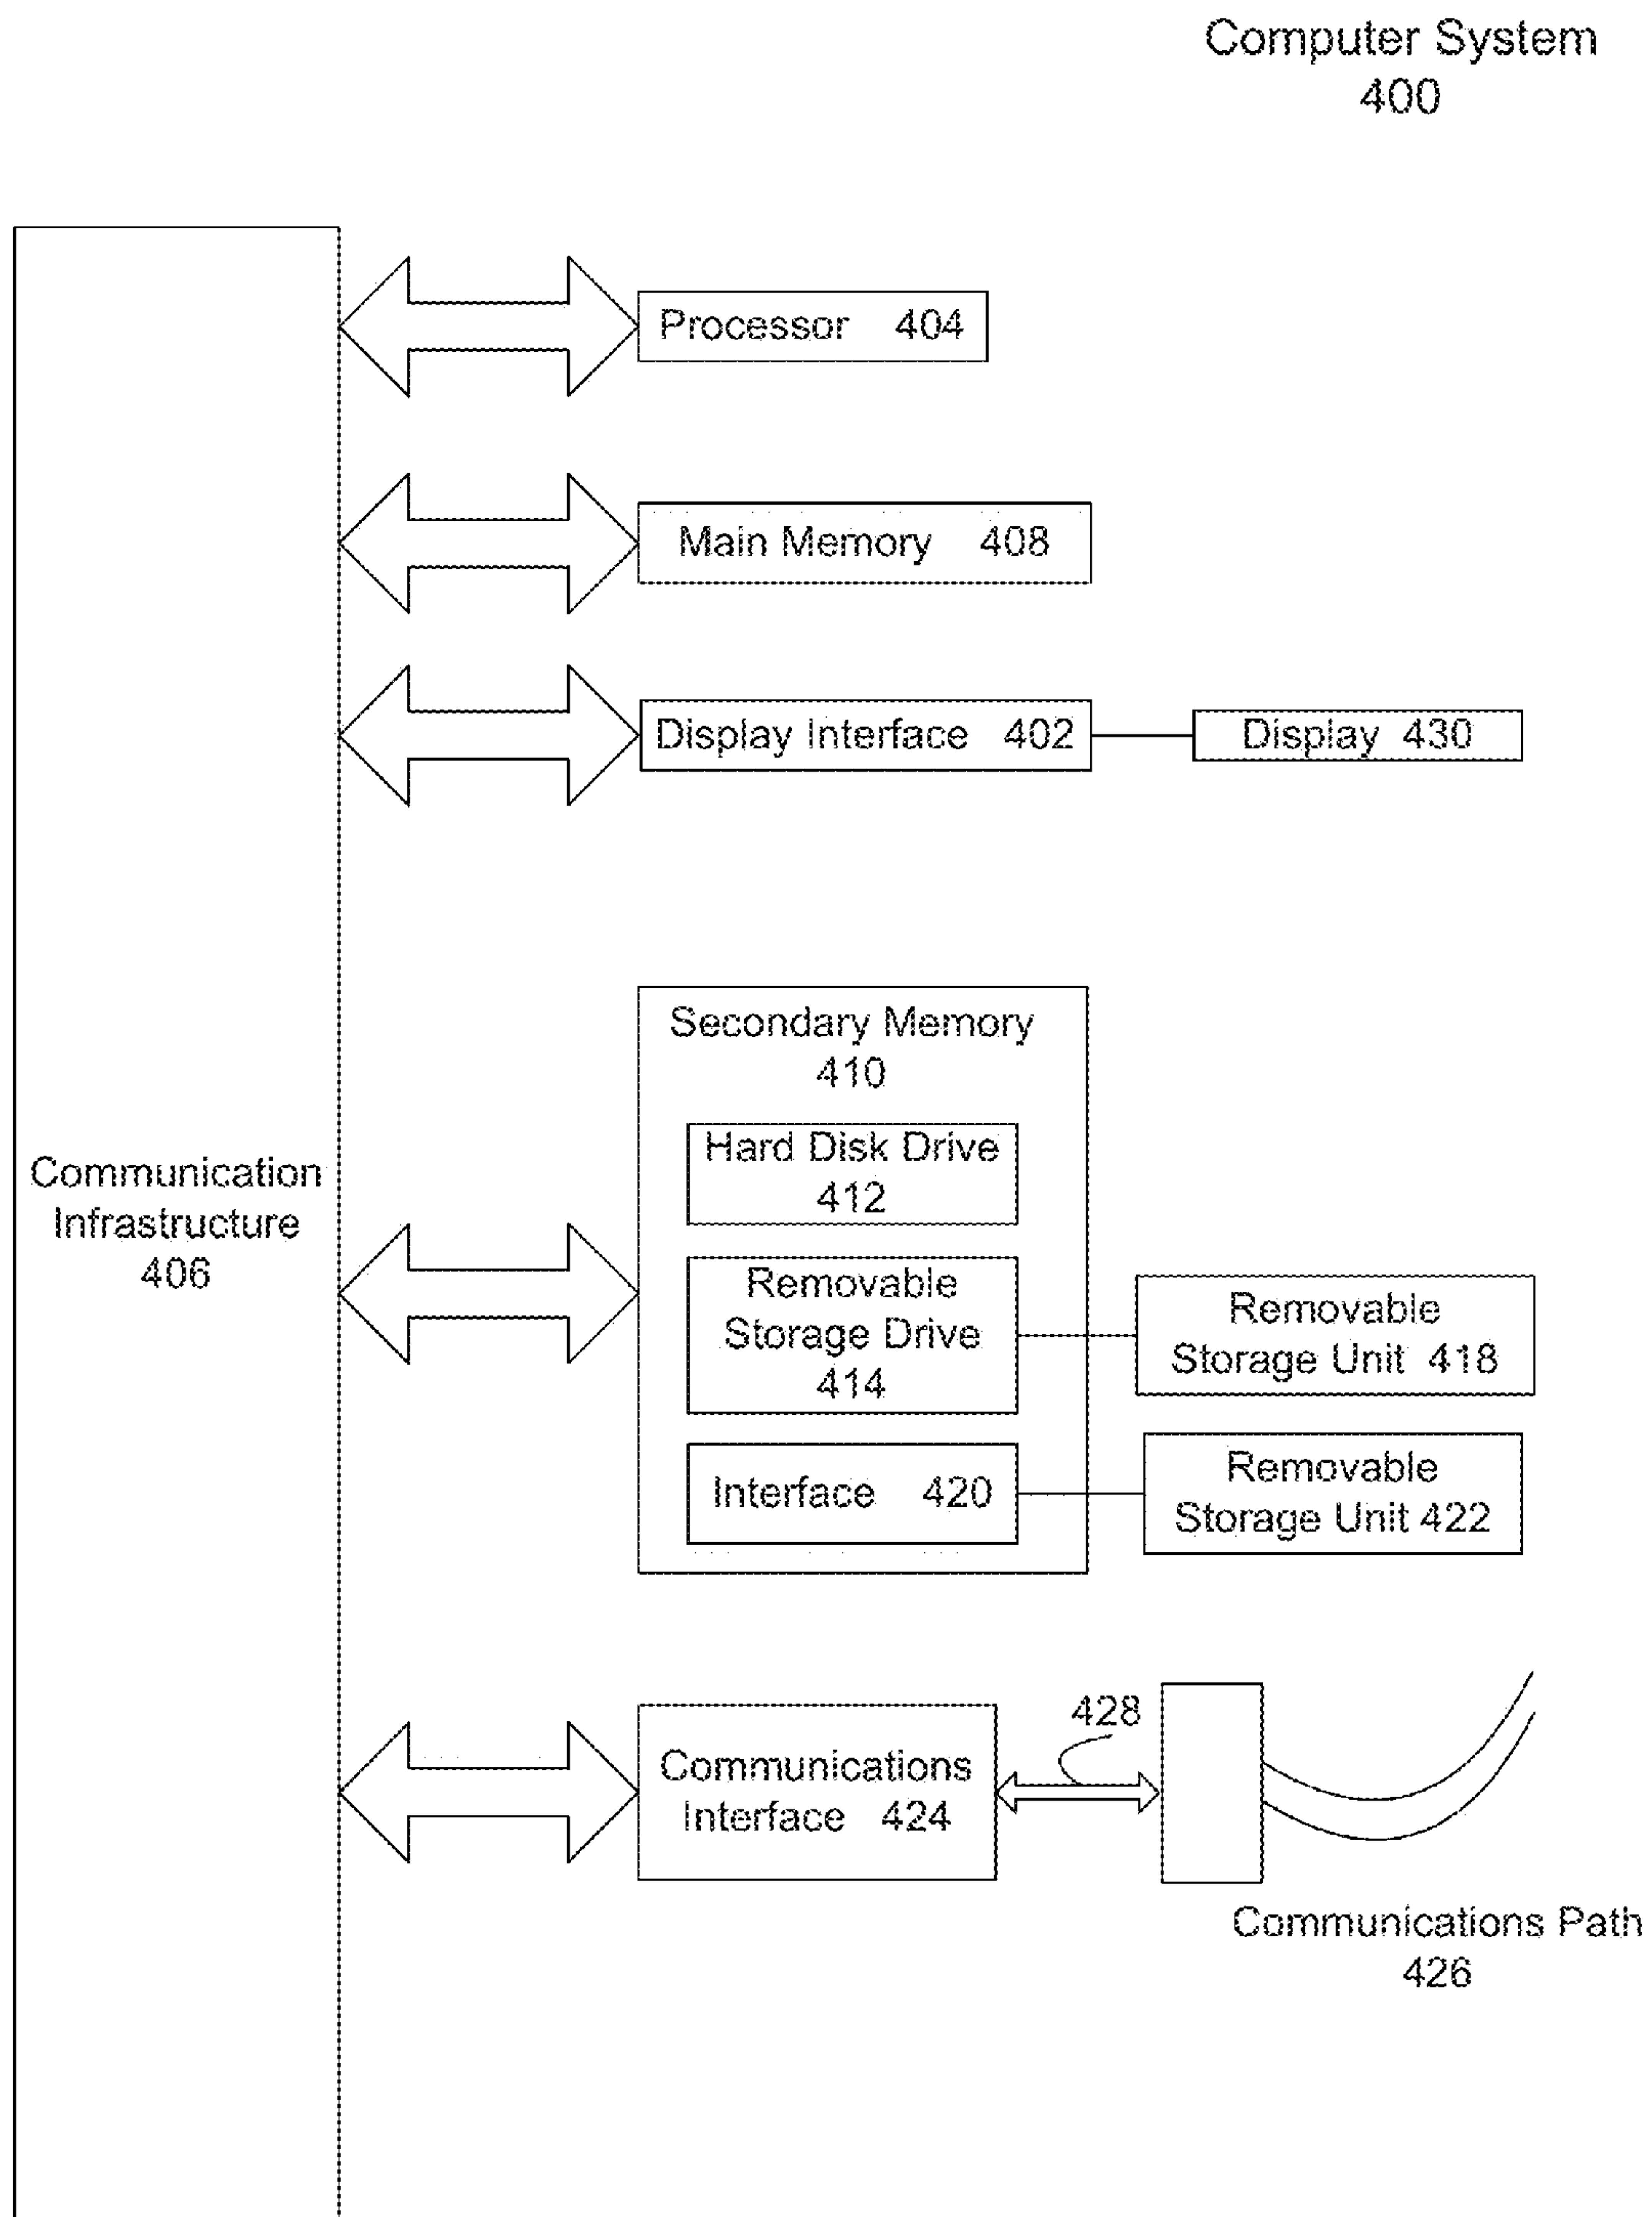 Computer System
400
Processor 404
Main Memory 408
Display Interface 402
Display 430
Secondary Memory
410
Hard Disk Drive
412
Communication
Infrastructure
406
Removable
Storage Drive
414
Removable
Storage Unit 418
Interface 420
Removable
Storage Unit 422
428
Communications
Interface 424
Communications Path
426